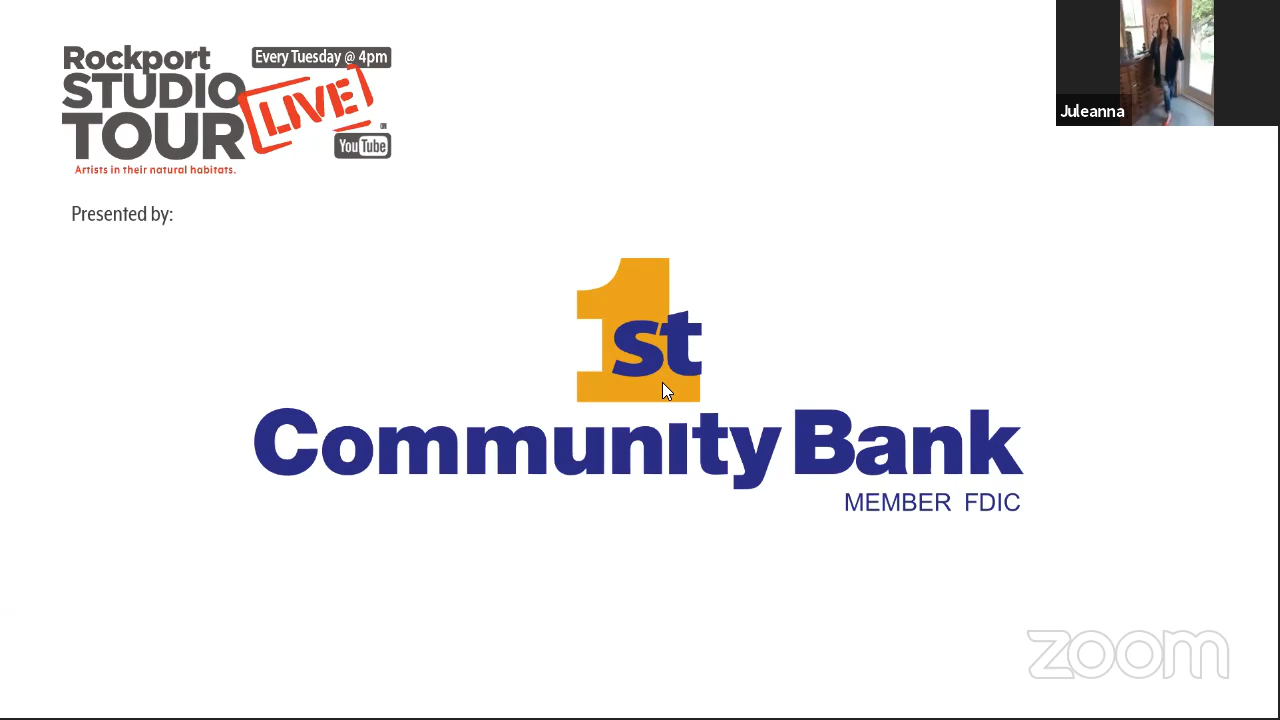 Rockport
STUDIO
TOUR
Artists in their natural habitats.
Every Tuesday @ 4pm
LIVE
ON
YouTube
Juleanna
Presented by:
1st
Community Bank
MEMBER FDIC
zoom